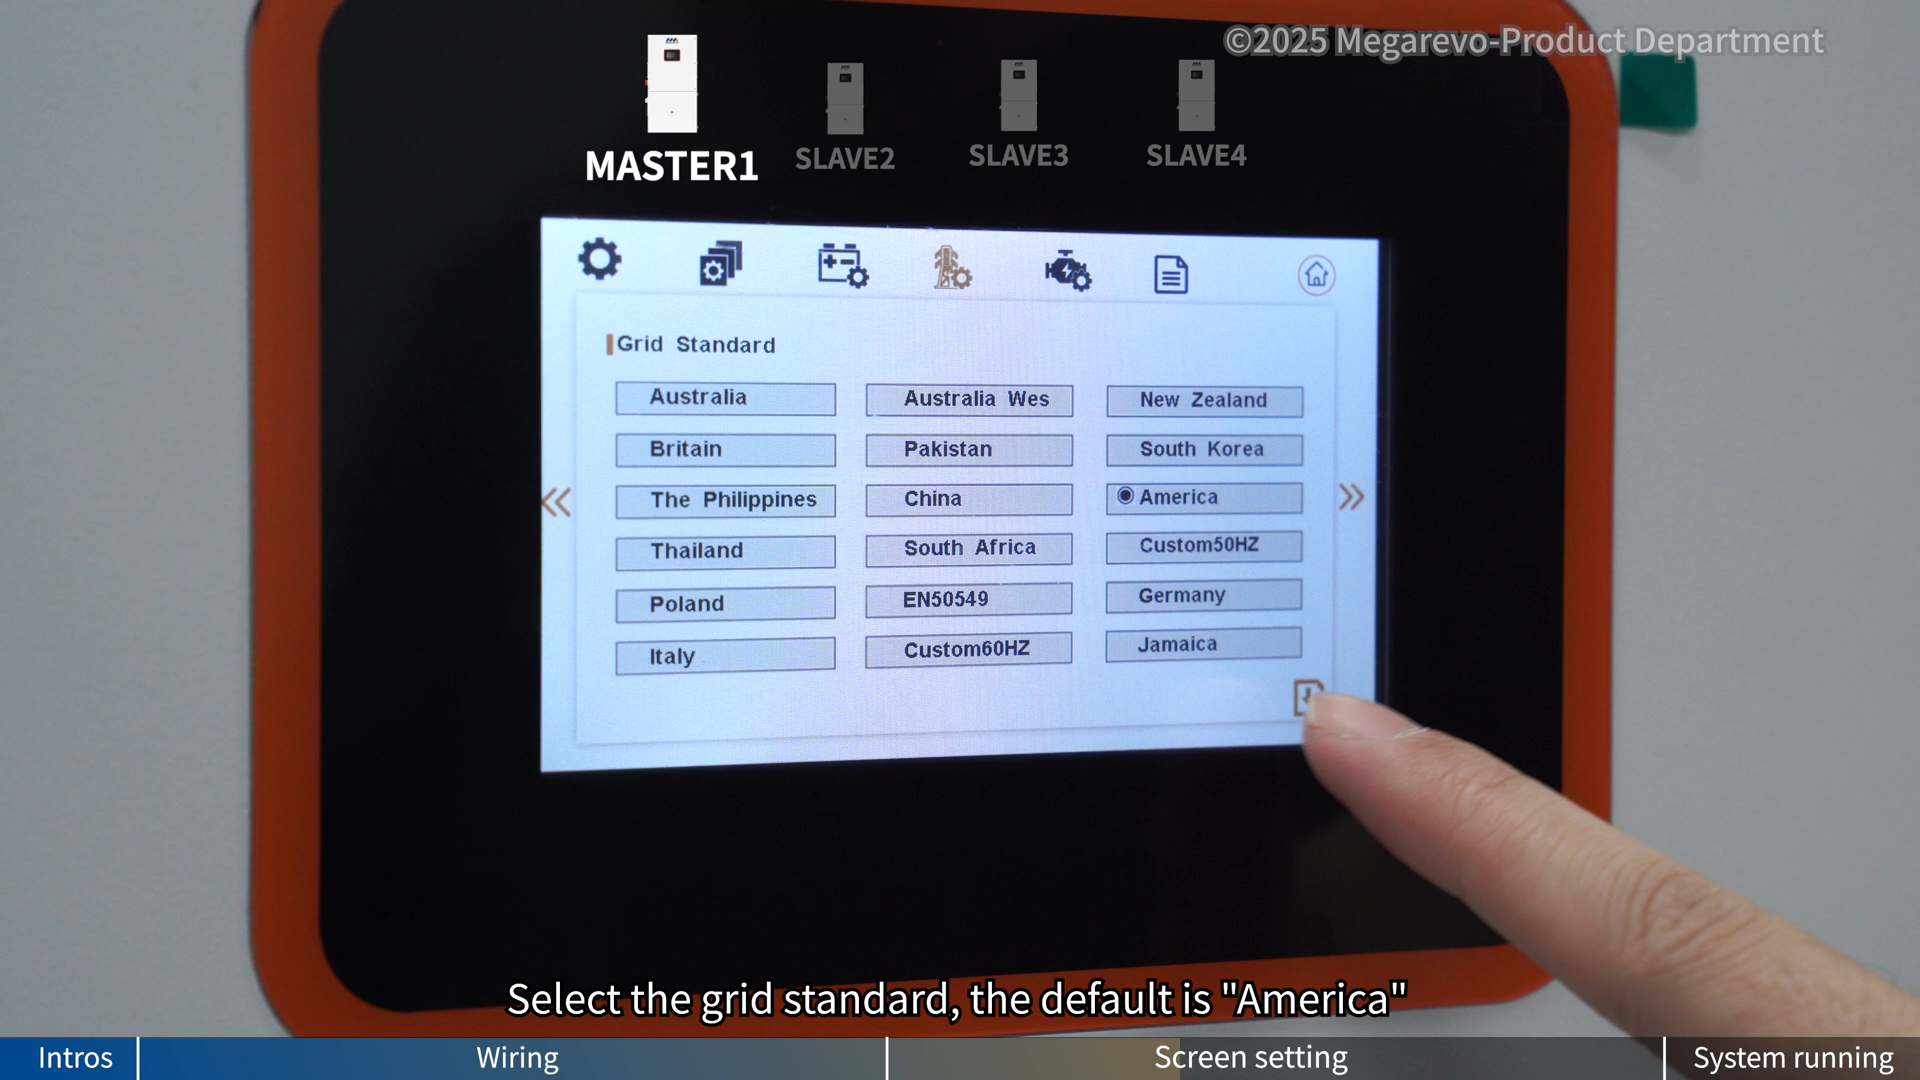 ©2025 Megarevo-Product Department
MASTER1
SLAVE2
SLAVE3
SLAVE4
Grid Standard
Australia
Australia Wes
New Zealand
Britain
Pakistan
South Korea
The Philippines
China
America
Thailand
South Africa
Custom50HZ
Poland
EN50549
Germany
Italy
Custom60HZ
Jamaica
Select the grid standard, the default is "America"
Intros
Wiring
Screen setting
System running